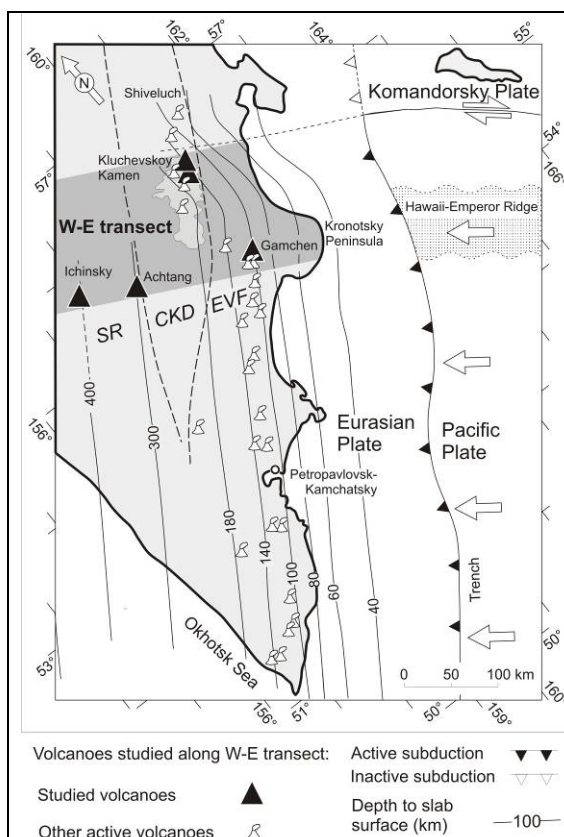 162°
57°
164°
55°
160°
N
Komandorsky Plate
Shiveluch
54°
Kluchevskoy
Kamen
57°
166°
Hawaii-Emperor Ridge
W-E transect
Kronotsky
Peninsula
Gamchen
Ichinsky
Achtang
SR
CKD
EVF
400
300
156°
Eurasian
Plate
Pacific
Plate
Petropavlovsk-
Kamchatsky
180
140
100
80
60
40
Trench
Okhotsk Sea
53°
50°
0 50 100 km
156°
51°
50°
159°
160
Volcanoes studied along W-E transect:
Studied volcanoes
Other active volcanoes
Active subduction
Inactive subduction
Depth to slab
surface (km)
100